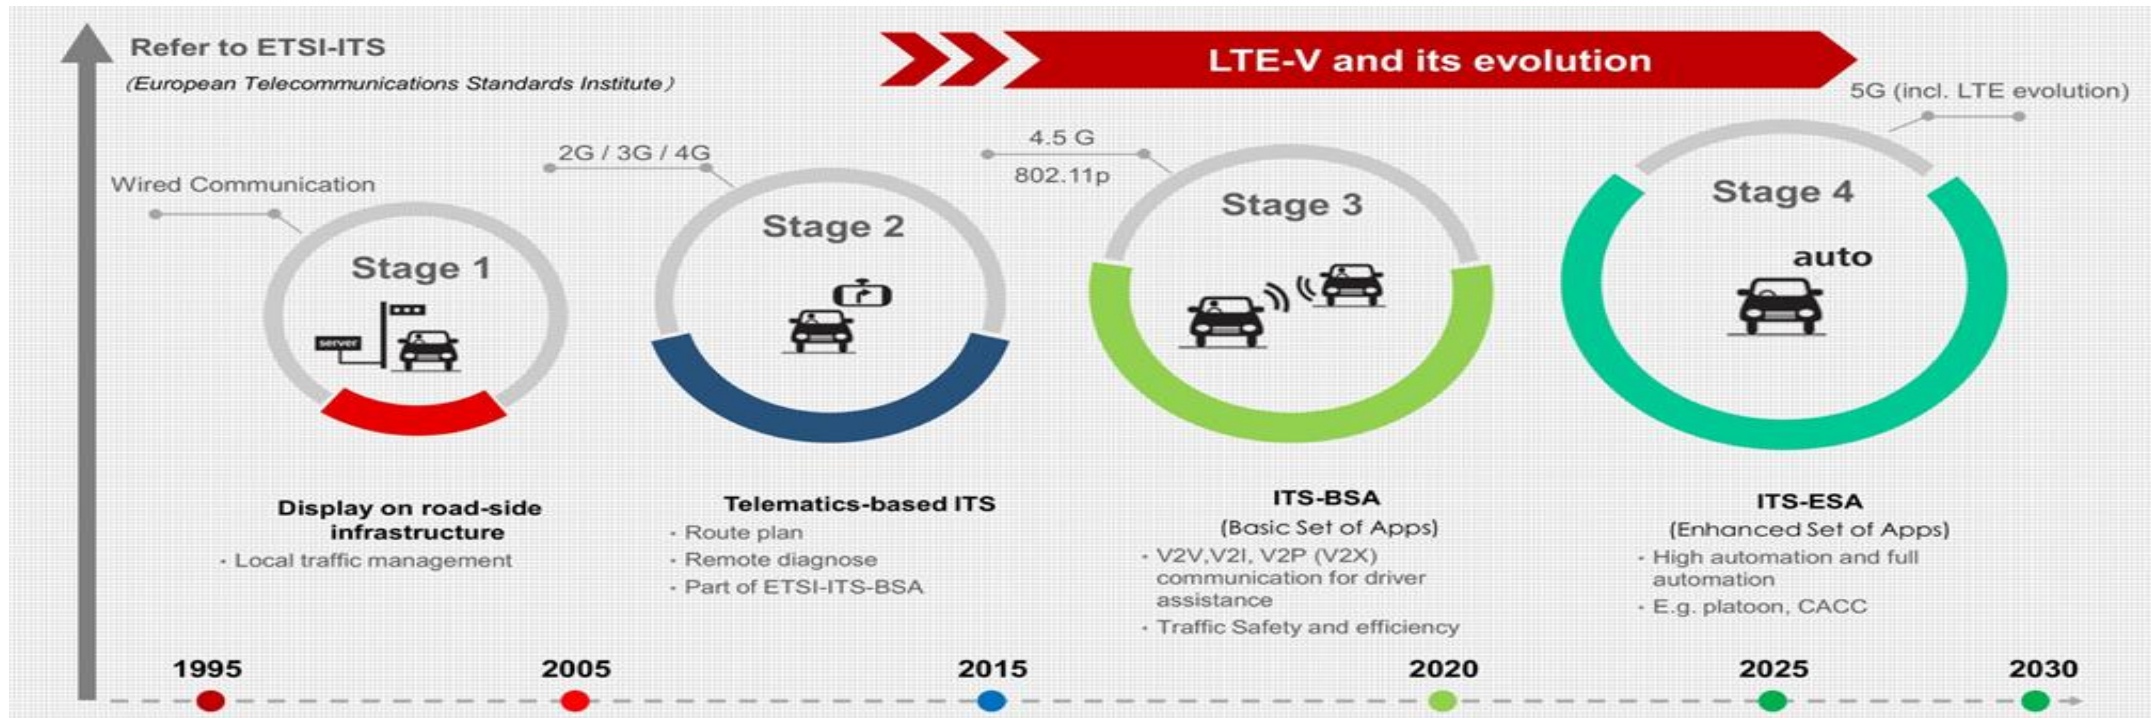 Refer to ETSI-ITS
(European Telecommunications Standards Institute)
LTE-V and its evolution
Wired Communication
Stage 1
server
Display on road-side
infrastructure
· Local traffic management
2G / 3G / 4G
Stage 2
Telematics-based ITS
· Route plan
· Remote diagnose
· Part of ETSI-ITS-BSA
4.5 G
802.11p
Stage 3
ITS-BSA
(Basic Set of Apps)
· V2V,V2I, V2P (V2X)
communication for driver
assistance
· Traffic Safety and efficiency
5G (incl. LTE evolution)
Stage 4
auto
ITS-ESA
(Enhanced Set of Apps)
· High automation and full
automation
· E.g. platoon, CACC
1995 2005 2015 2020 2025 2030